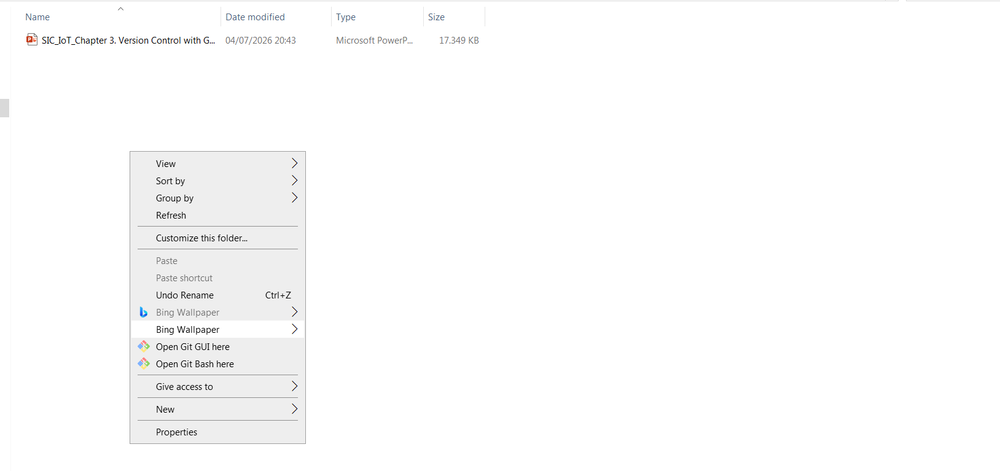 Name Date modified Type Size
SIC_IoT_Chapter 3. Version Control with G... 04/07/2026 20:43 Microsoft PowerP... 17.349 KB
View
Sort by
Group by
Refresh
Customize this folder...
Paste
Paste shortcut
Undo Rename Ctrl+Z
Bing Wallpaper
Bing Wallpaper
Open Git GUI here
Open Git Bash here
Give access to
New
Properties